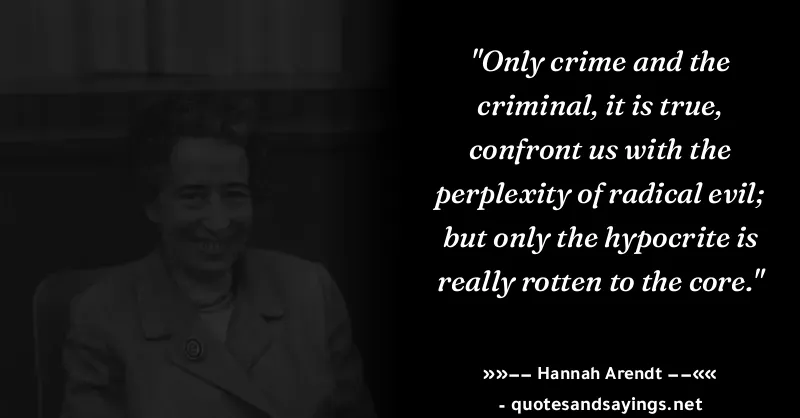 "Only crime and the
criminal, it is true,
confront us with the
perplexity of radical evil;
but only the hypocrite is
really rotten to the core."
»»−− Hannah Arendt −−««
- quotesandsayings.net